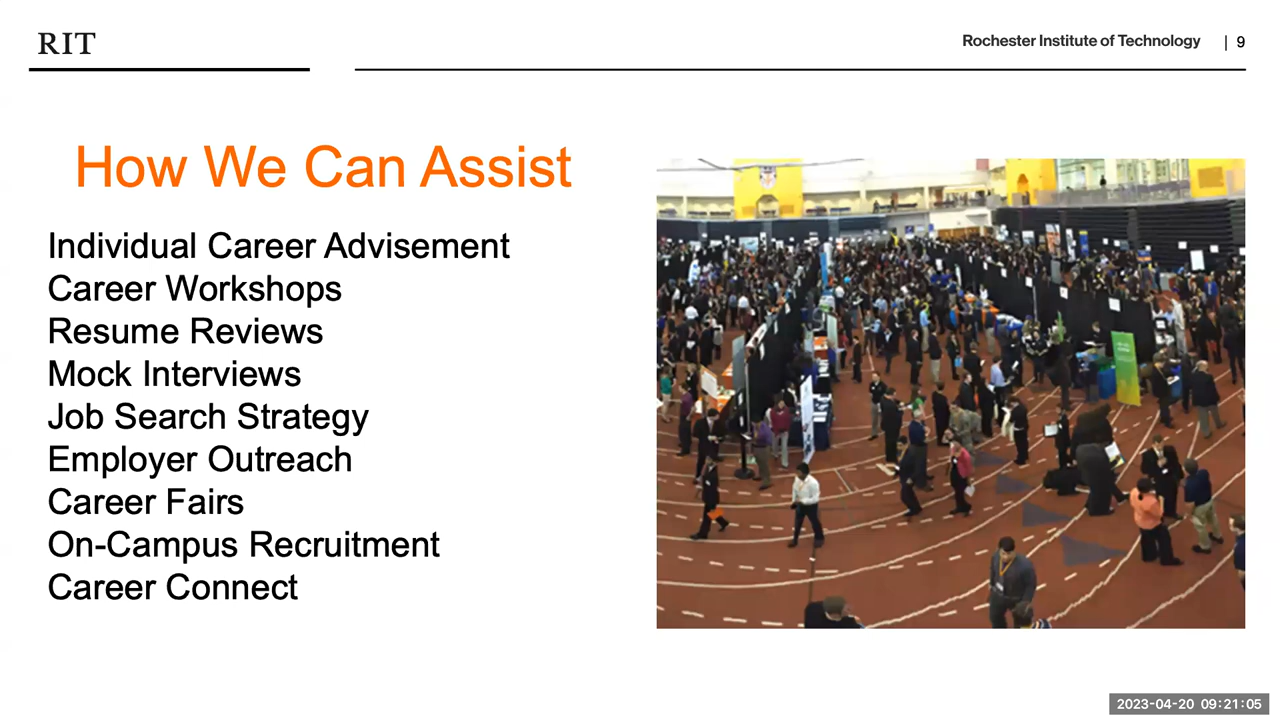 RIT
Rochester Institute of Technology | 9
How We Can Assist
Individual Career Advisement
Career Workshops
Resume Reviews
Mock Interviews
Job Search Strategy
Employer Outreach
Career Fairs
On-Campus Recruitment
Career Connect
2023-04-20 09:21:05